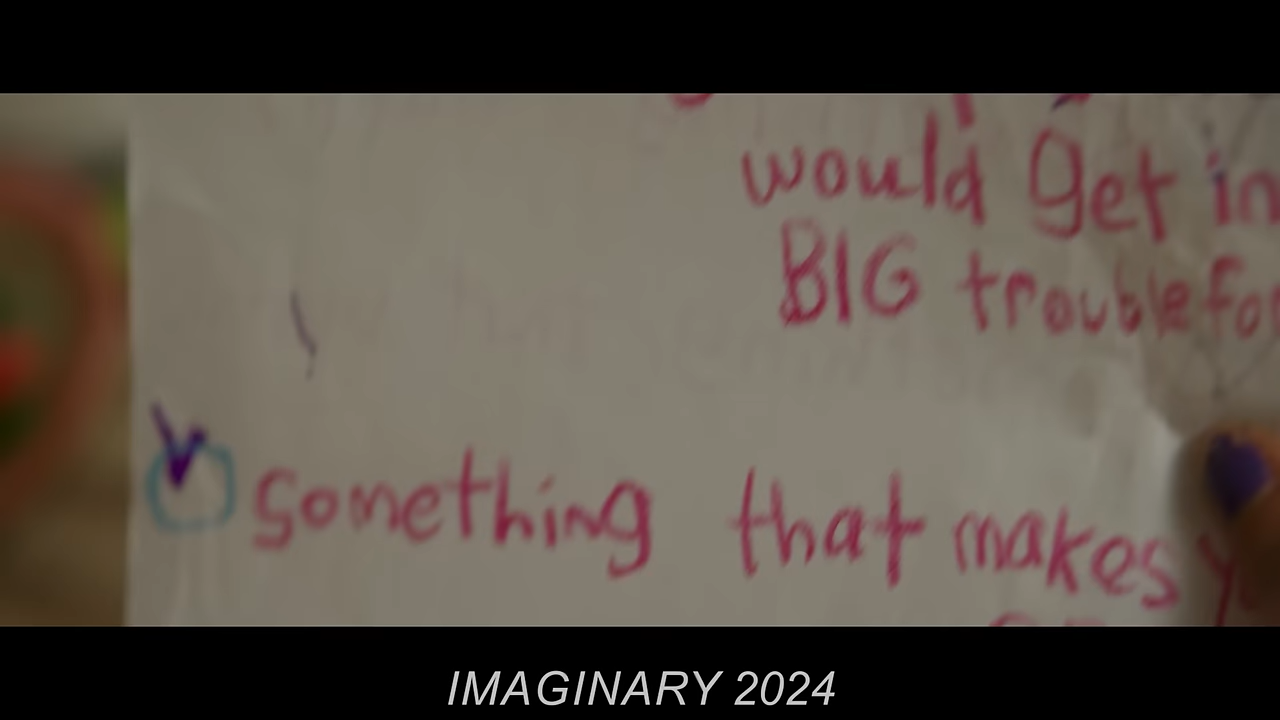 would get in
BIG trouble for
something that makes
IMAGINARY 2024